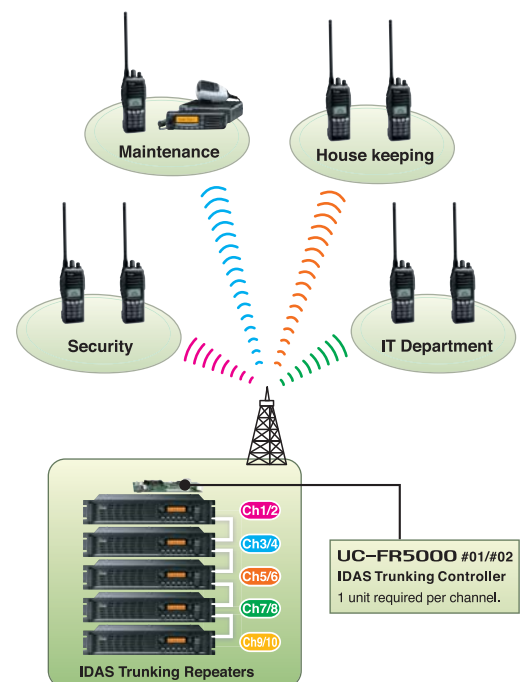 Maintenance
House keeping
Security
IT Department
Ch1/2
Ch3/4
Ch5/6
Ch7/8
Ch9/10
UC-FR5000 #01/#02
IDAS Trunking Controller
1 unit required per channel.
IDAS Trunking Repeaters